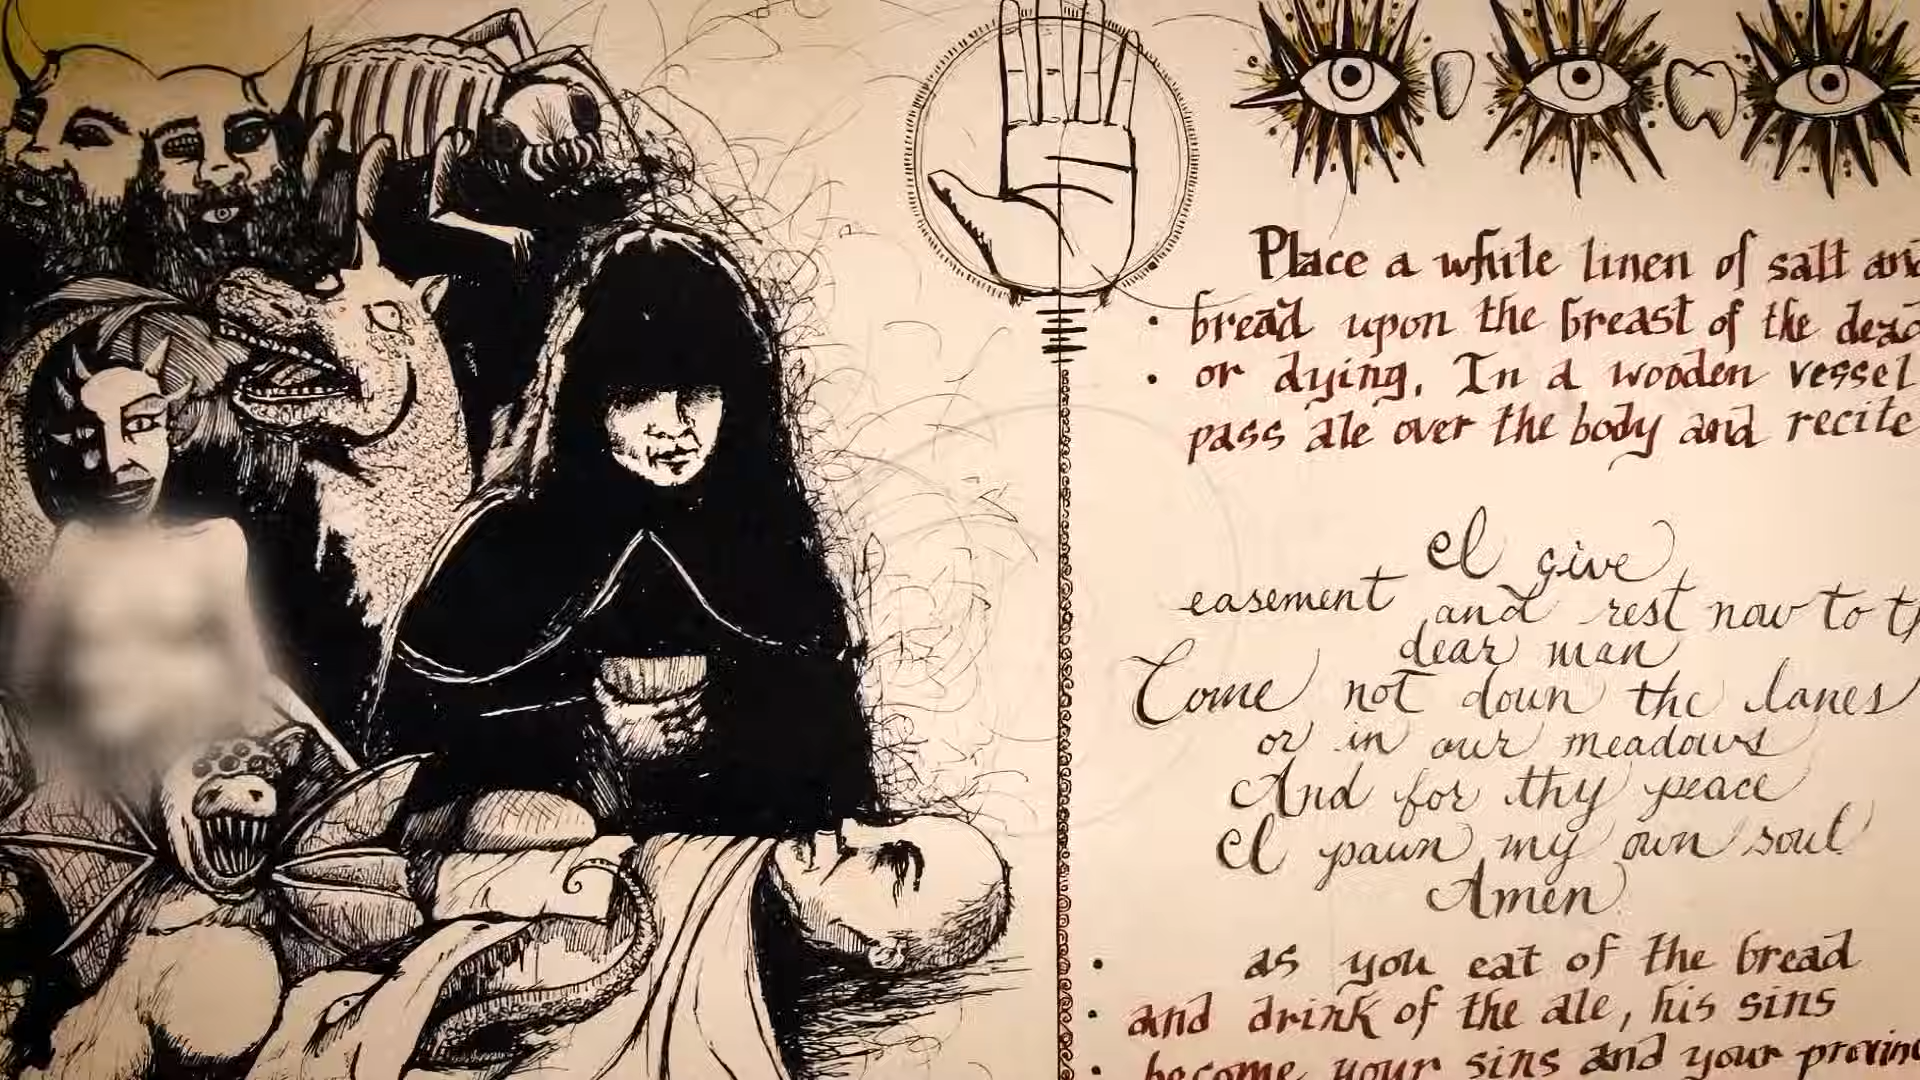 Place a white linen of salt and
bread upon the breast of the dead
or dying. In a wooden vessel
pass ale over the body and recite
I give
easement and rest now to th
dear man
Come not down the lanes
or in our meadows
And for thy peace
I pawn my own soul
Amen
as you eat of the bread
and drink of the ale, his sins
become your sins and your provinc